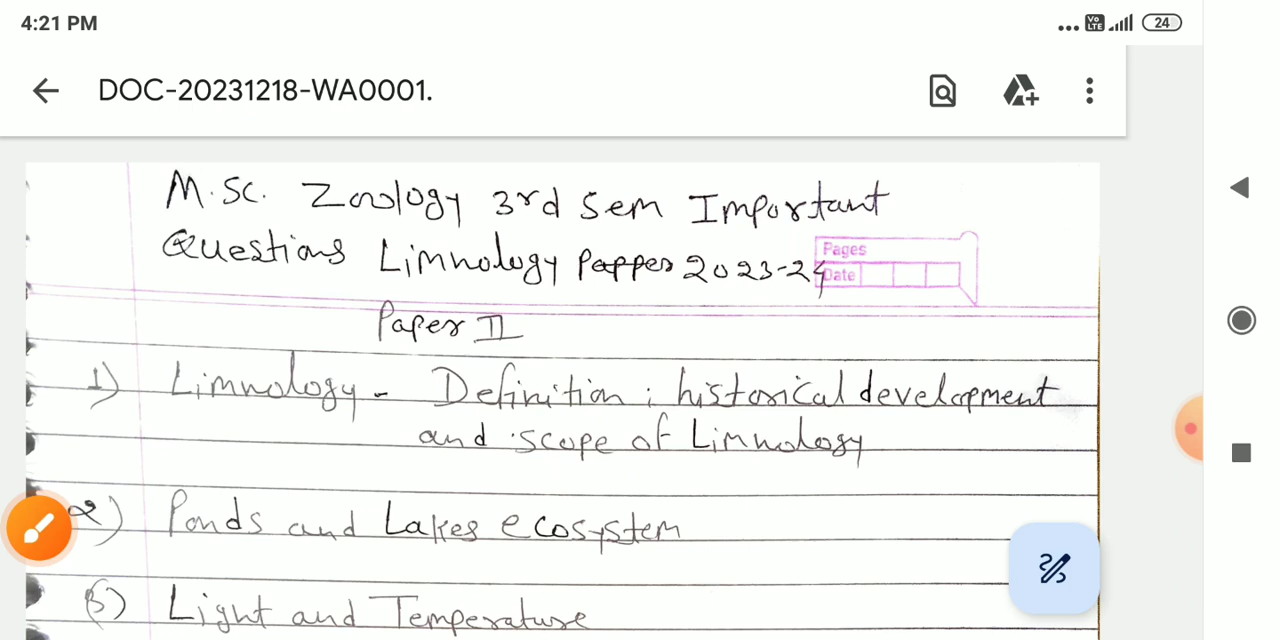 4:21 PM
Vo LTE 24
DOC-20231218-WA0001.
M.Sc. Zoology 3rd Sem Important
Questions Limnology Papper 2023-24
Pages
Date
Paper II
1) Limnology - Definition; historical development
and scope of Limnology
2) Ponds and Lakes ecosystem
3) Light and Temperature